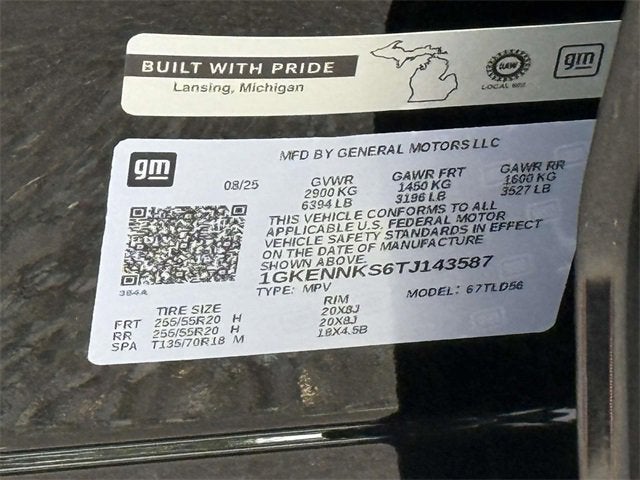 BUILT WITH PRIDE
Lansing, Michigan
UAW
LOCAL 602
gm
gm
MFD BY GENERAL MOTORS LLC
08/25 GVWR GAWR FRT GAWR RR
2900 KG 1450 KG 1600 KG
6394 LB 3196 LB 3527 LB
THIS VEHICLE CONFORMS TO ALL
APPLICABLE U.S. FEDERAL MOTOR
VEHICLE SAFETY STANDARDS IN EFFECT
ON THE DATE OF MANUFACTURE
SHOWN ABOVE.
1GKENNKS6TJ143587
384A
TYPE: MPV MODEL: 67TLD56
TIRE SIZE RIM
FRT 255/55R20 H 20X8J
RR 255/55R20 H 20X8J
SPA T135/70R18 M 18X4.5B